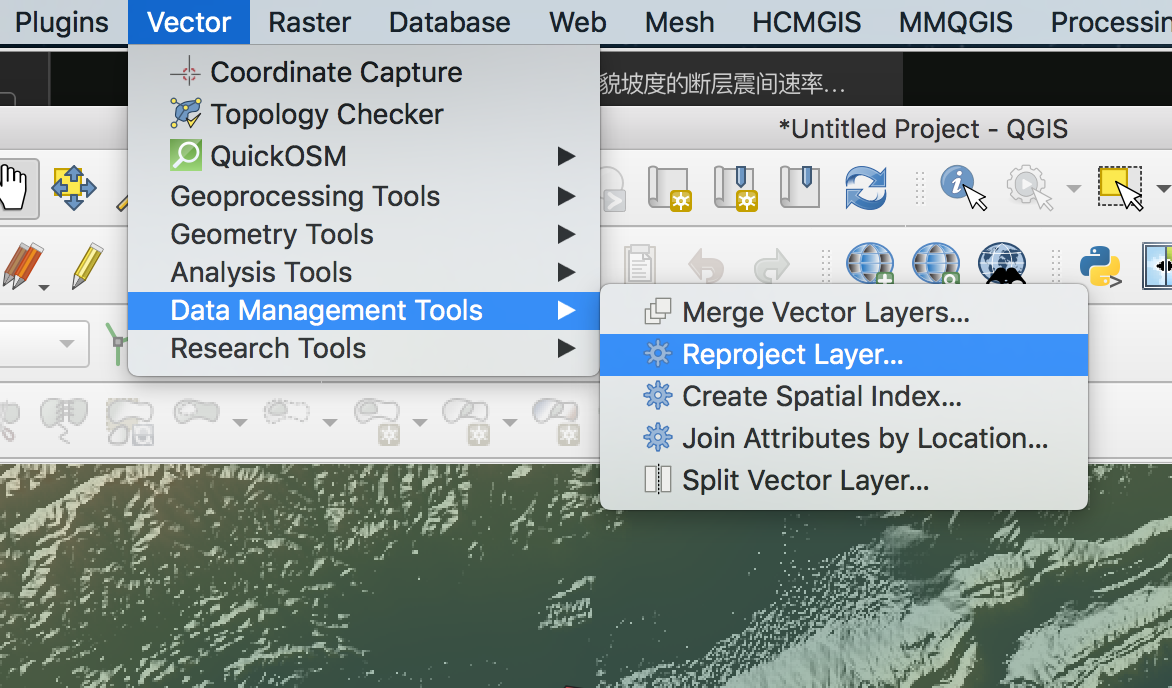 Plugins Vector Raster Database Web Mesh HCMGIS MMQGIS Processin
Coordinate Capture
貌坡度的断层震间速率...
Topology Checker
*Untitled Project - QGIS
QuickOSM
Geoprocessing Tools
Geometry Tools
Analysis Tools
Data Management Tools
Research Tools
Merge Vector Layers...
Reproject Layer...
Create Spatial Index...
Join Attributes by Location...
Split Vector Layer...